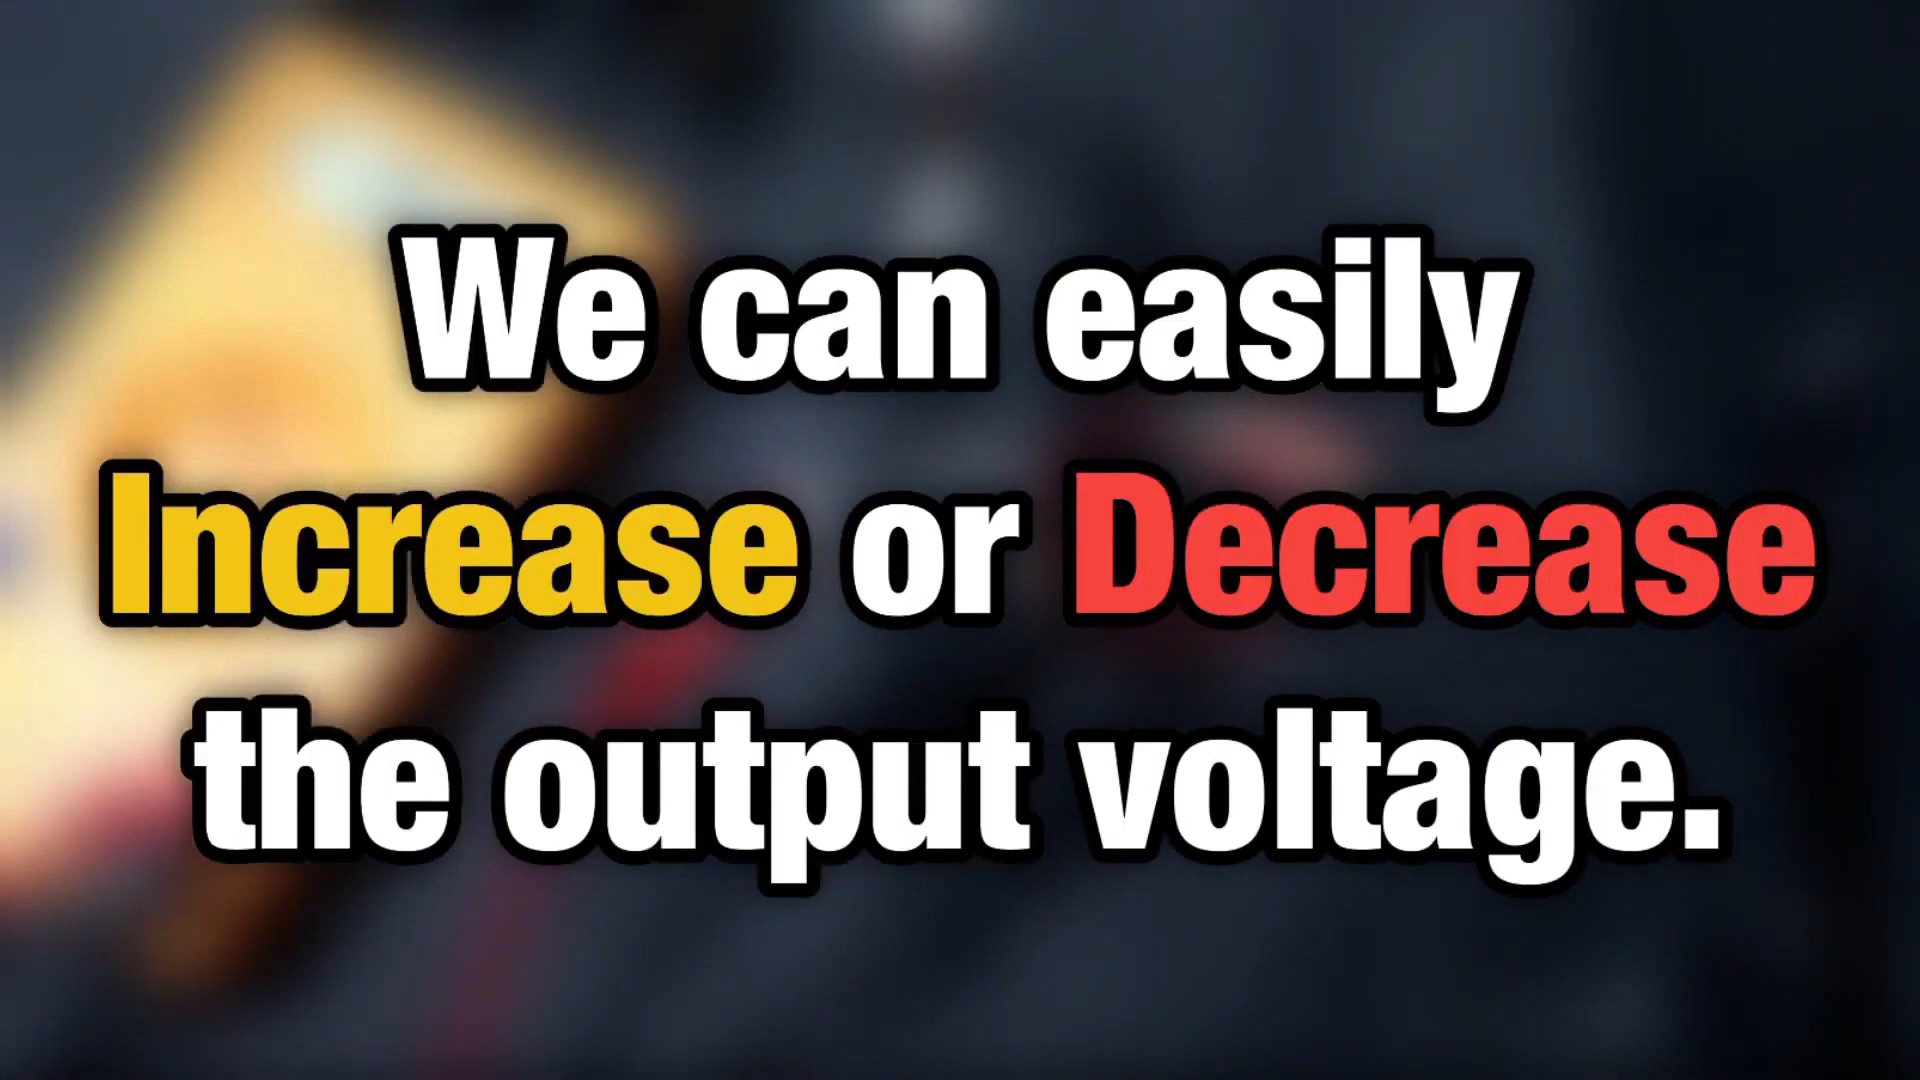 We can easily
Increase or Decrease
the output voltage.